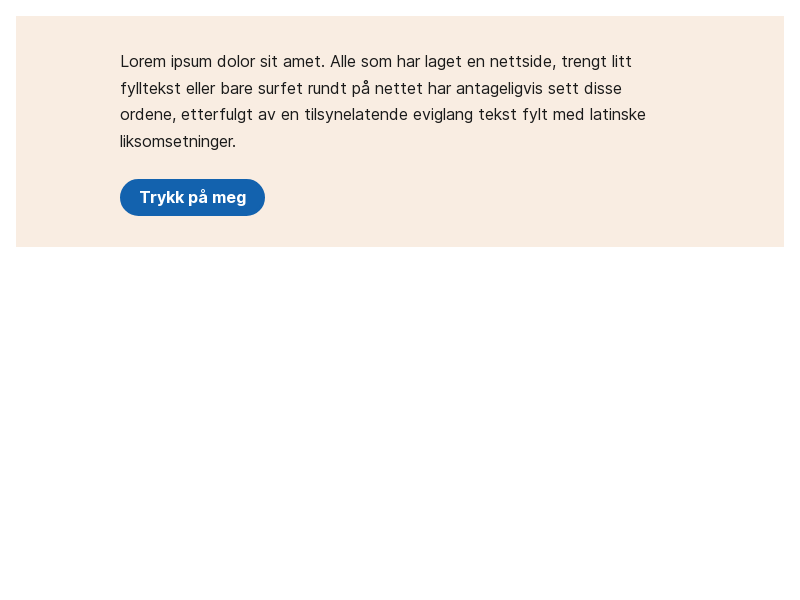 Lorem ipsum dolor sit amet. Alle som har laget en nettside, trengt litt
fylltekst eller bare surfet rundt på nettet har antageligvis sett disse
ordene, etterfulgt av en tilsynelatende eviglang tekst fylt med latinske
liksomsetninger.
Trykk på meg